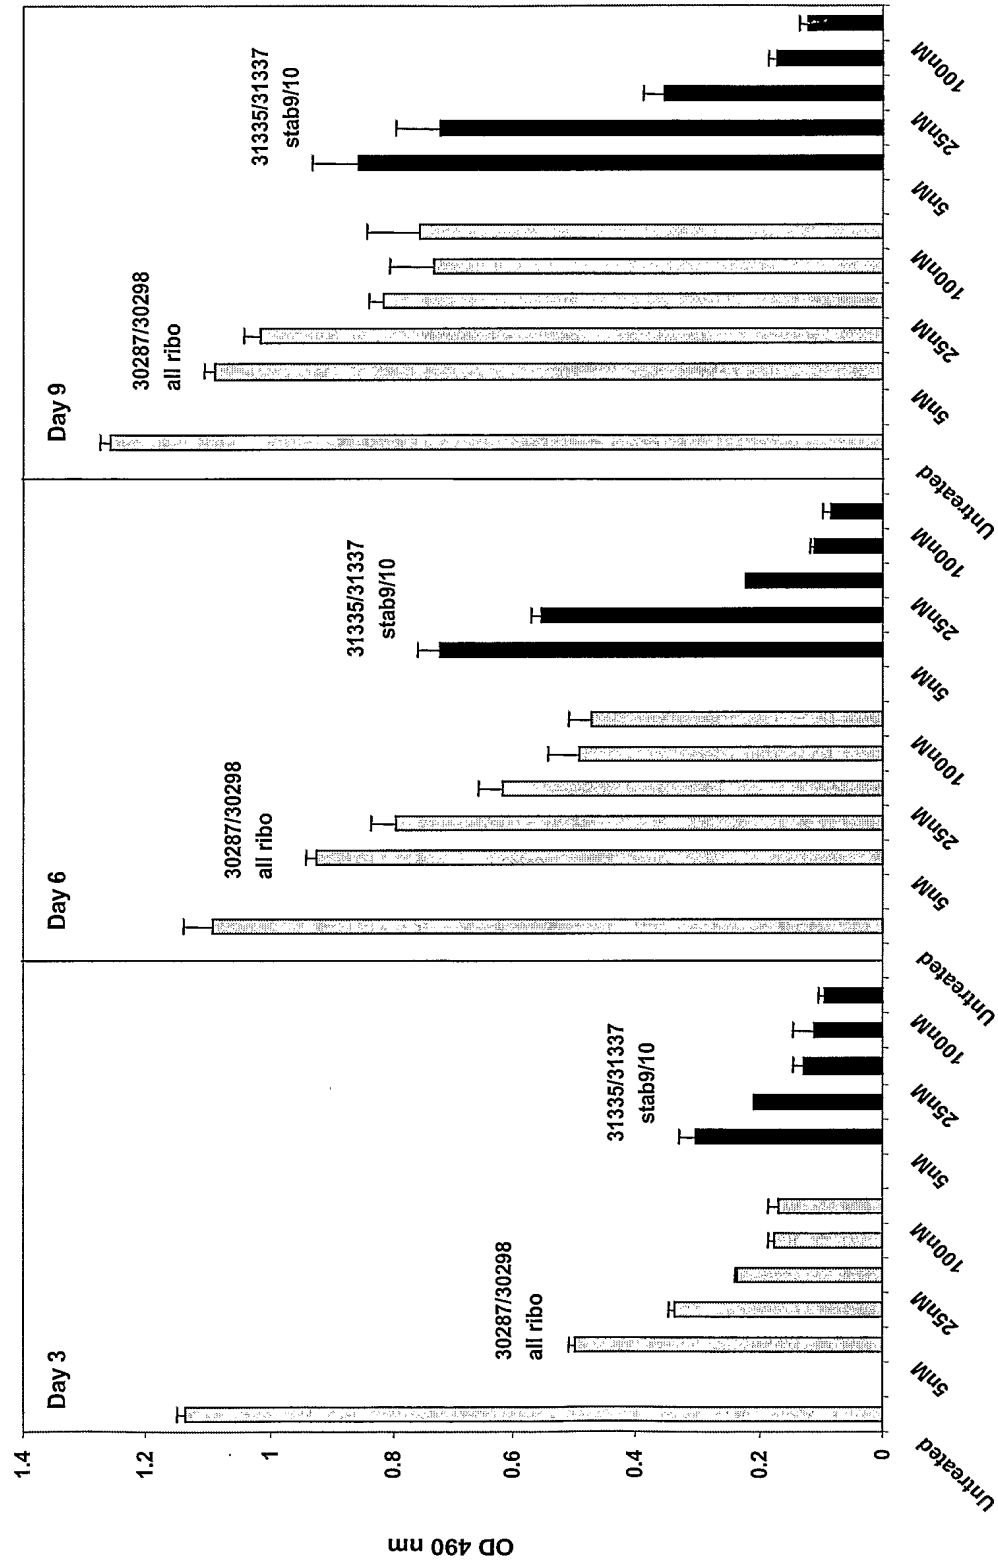 Day 3
Day 6
Day 9
30287/30298
all ribo
31335/31337
stab9/10
30287/30298
all ribo
31335/31337
stab9/10
30287/30298
all ribo
31335/31337
stab9/10
OD 490 nm
1.4
1.2
1
0.8
0.6
0.4
0.2
0
Untreated
5nM
25nM
100nM
5nM
25nM
100nM
Untreated
5nM
25nM
100nM
5nM
25nM
100nM
Untreated
5nM
25nM
100nM
5nM
25nM
100nM